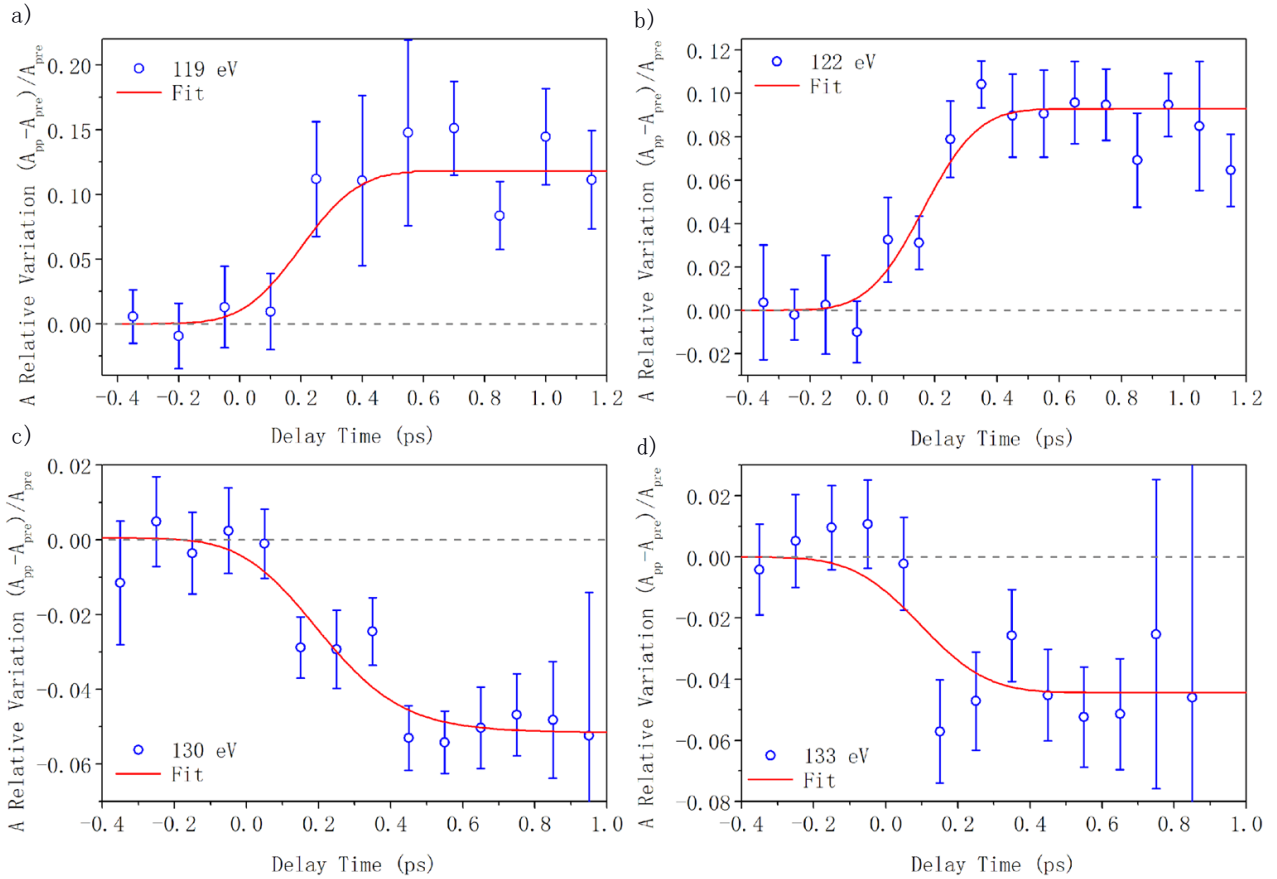 a)
A Relative Variation (App-Apre)/Apre
0.20
0.15
0.10
0.05
0.00
119 eV
Fit
-0.4 -0.2 0.0 0.2 0.4 0.6 0.8 1.0 1.2
Delay Time (ps)
b)
A Relative Variation (App-Apre)/Apre
0.12
0.10
0.08
0.06
0.04
0.02
0.00
-0.02
122 eV
Fit
-0.4 -0.2 0.0 0.2 0.4 0.6 0.8 1.0 1.2
Delay Time (ps)
c)
A Relative Variation (App-Apre)/Apre
0.02
0.00
-0.02
-0.04
-0.06
130 eV
Fit
-0.4 -0.2 0.0 0.2 0.4 0.6 0.8 1.0
Delay Time (ps)
d)
A Relative Variation (App-Apre)/Apre
0.02
0.00
-0.02
-0.04
-0.06
-0.08
133 eV
Fit
-0.4 -0.2 0.0 0.2 0.4 0.6 0.8 1.0
Delay Time (ps)